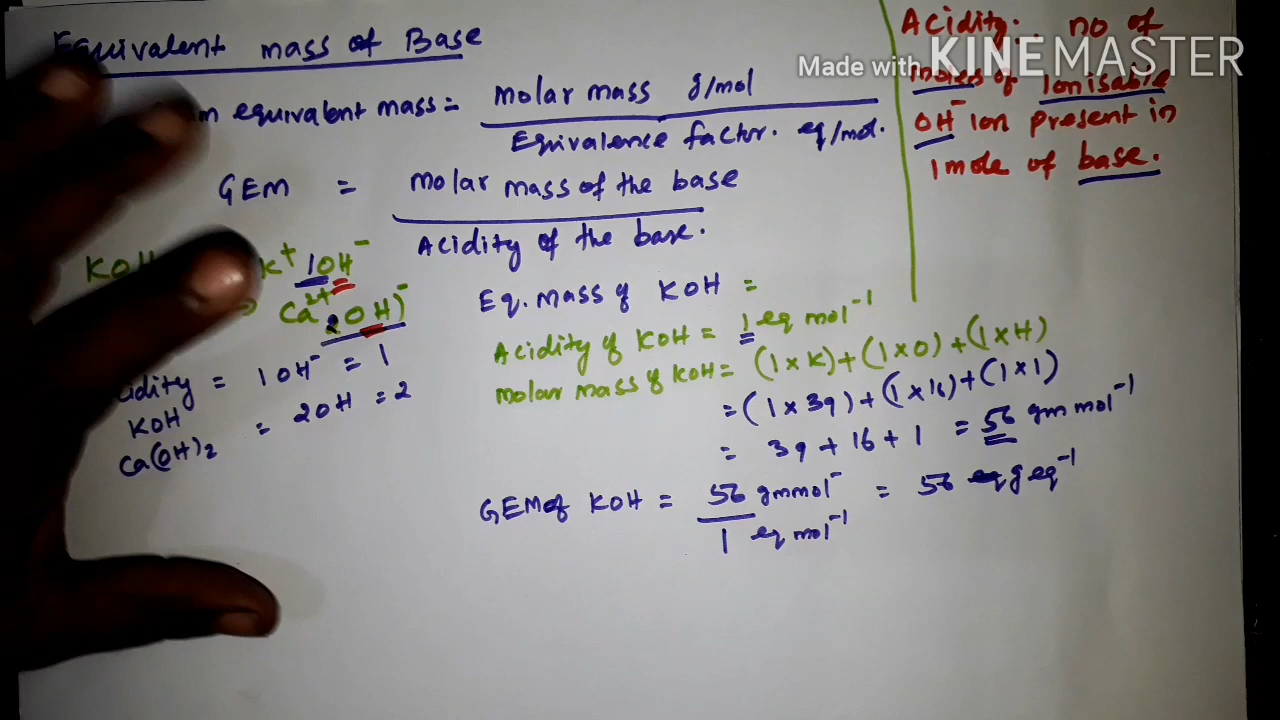 Equivalent mass of Base
m equivalent mass = molar mass g/mol
Equivalence factor. eq/mol.
GEM = molar mass of the base
Acidity of the base.
KOH K⁺ 1OH⁻
Ca²⁺ 2OH)⁻
idity = 1OH⁻ = 1
KOH
Ca(OH)₂ = 2OH = 2
Eq. mass of KOH =
Acidity of KOH = 1 eq mol⁻¹
Molar mass of KOH = (1×K)+(1×O)+(1×H)
= (1×39)+(1×16)+(1×1)
= 39+16+1 = 56 gm mol⁻¹
GEM of KOH = 56 gmmol⁻ = 56 g eq⁻¹
1 eq mol⁻¹
Acidity: no of
moles of Ionisable
OH⁻ ion present in
1 mole of base.
Made with KINEMASTER